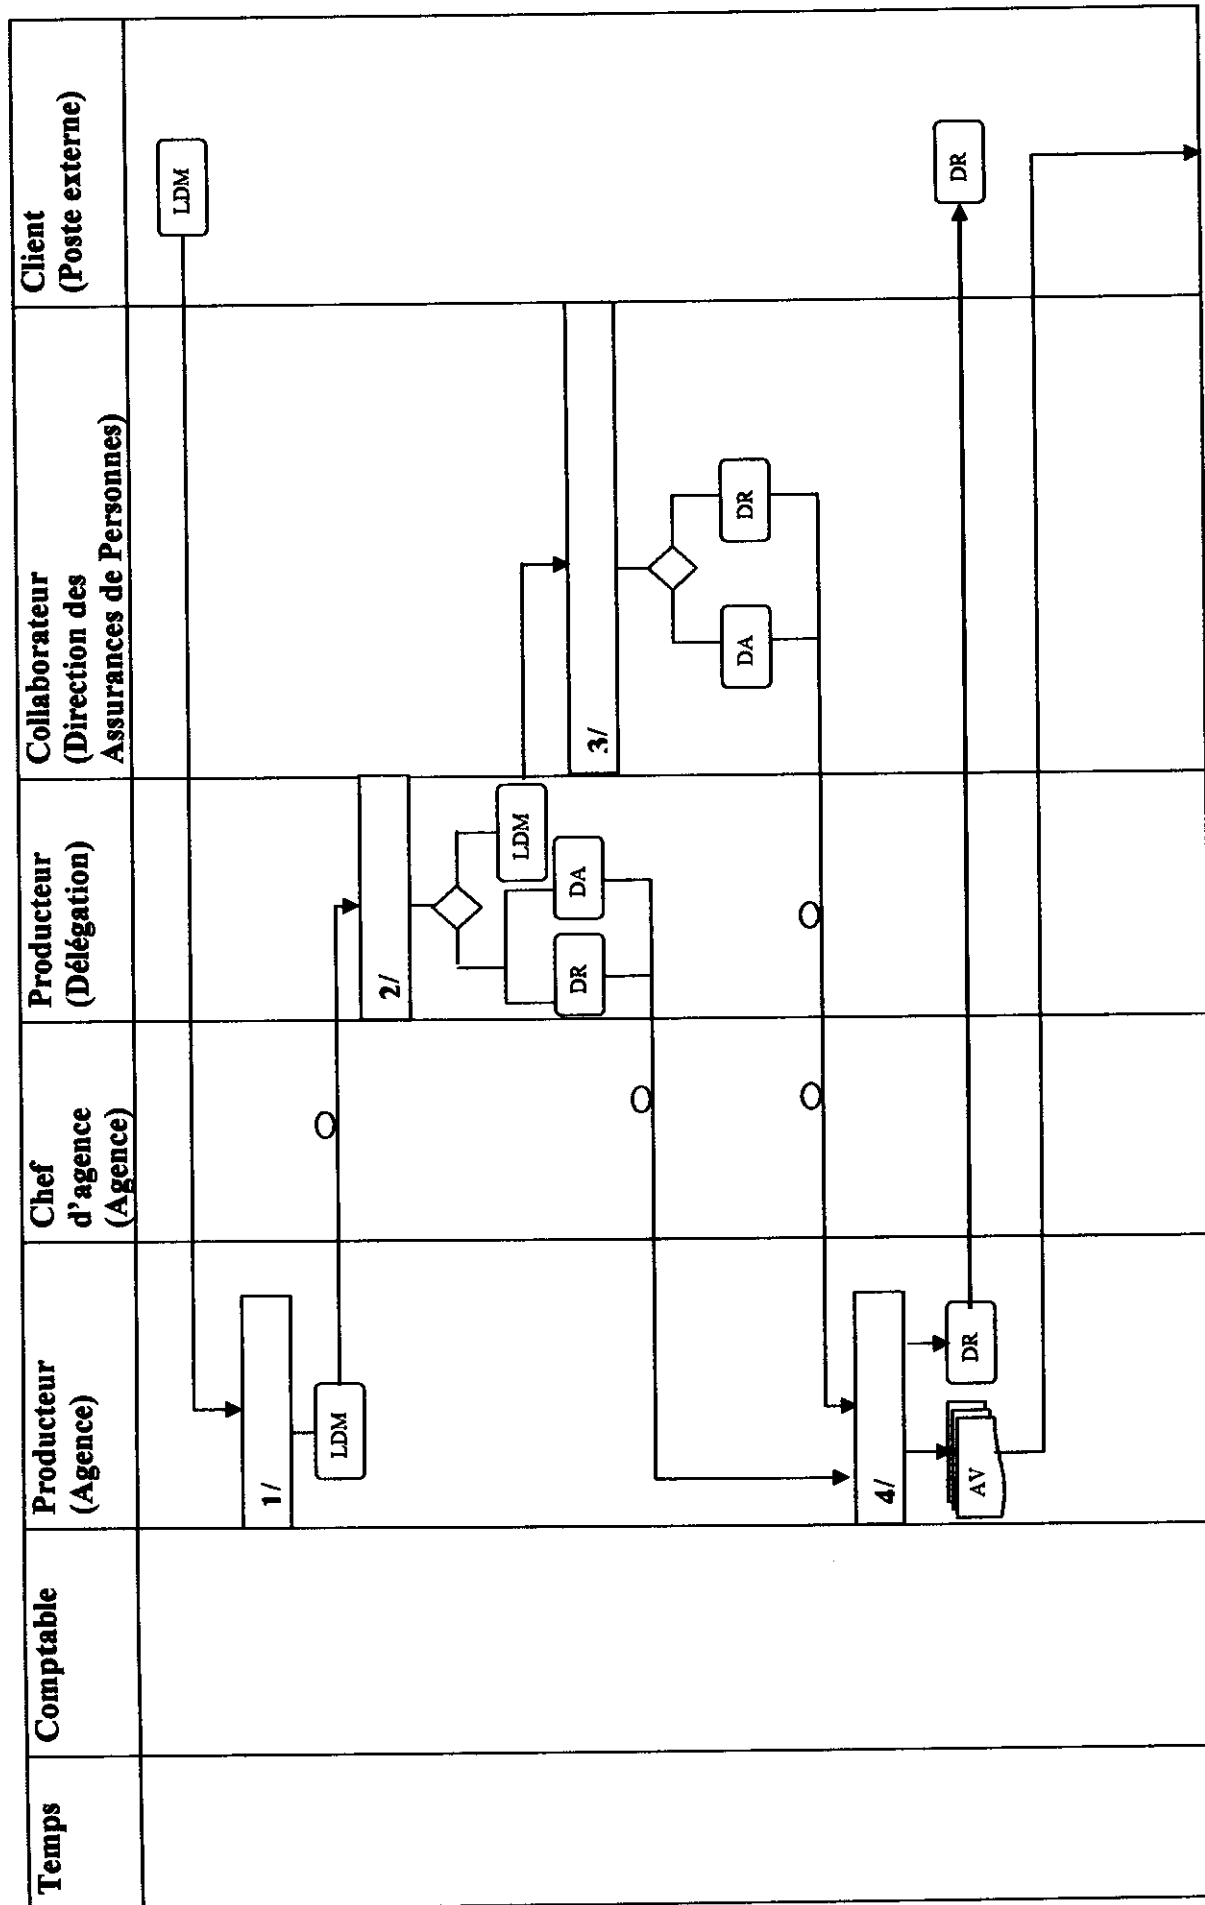 Temps
Comptable
Producteur
(Agence)
Chef
d'agence
(Agence)
Producteur
(Délégation)
Collaborateur
(Direction des
Assurances de Personnes)
Client
(Poste externe)
LDM
1/
LDM
2/
LDM
DR
DA
3/
DA
DR
4/
AV
DR
DR